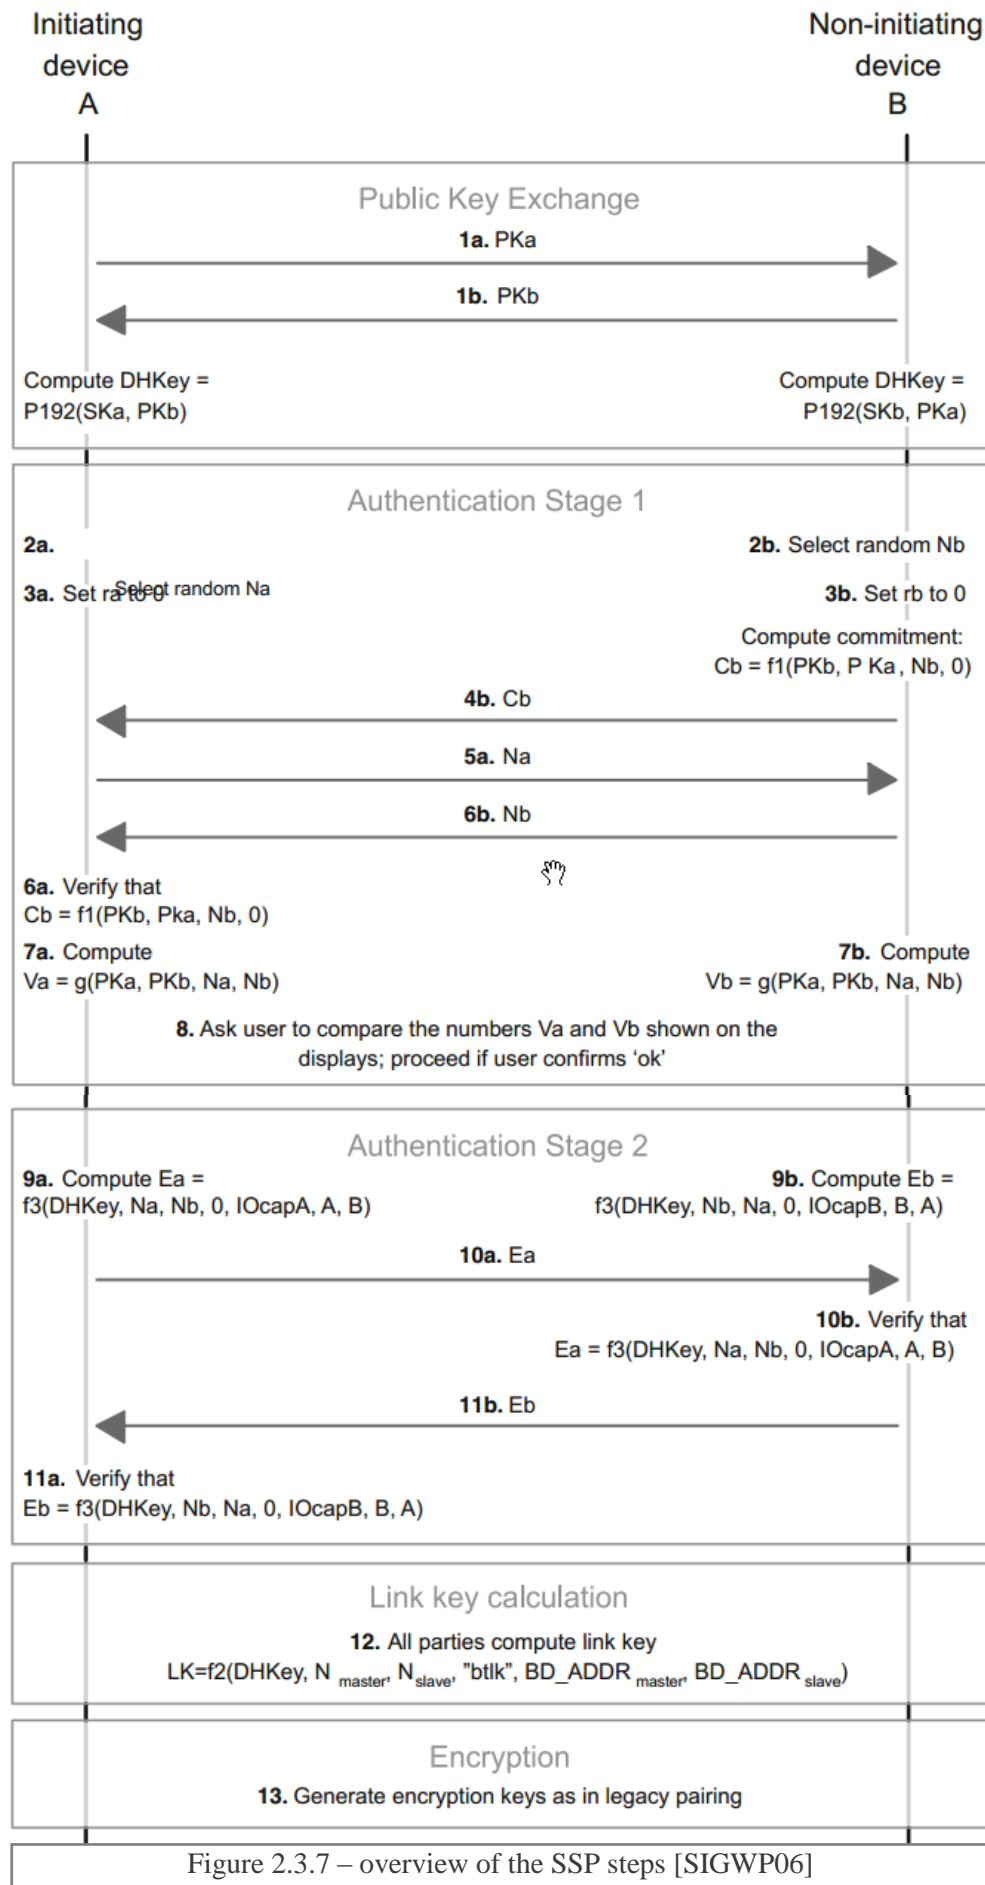 Initiating
device
A
Non-initiating
device
B
Public Key Exchange
1a. PKa
1b. PKb
Compute DHKey =
P192(SKa, PKb)
Compute DHKey =
P192(SKb, PKa)
Authentication Stage 1
2a.
2b. Select random Nb
3a. Set ra to 0
Select random Na
3b. Set rb to 0
Compute commitment:
Cb = f1(PKb, P Ka , Nb, 0)
4b. Cb
5a. Na
6b. Nb
6a. Verify that
Cb = f1(PKb, Pka, Nb, 0)
7a. Compute
Va = g(PKa, PKb, Na, Nb)
7b. Compute
Vb = g(PKa, PKb, Na, Nb)
8. Ask user to compare the numbers Va and Vb shown on the
displays; proceed if user confirms ‘ok’
Authentication Stage 2
9a. Compute Ea =
f3(DHKey, Na, Nb, 0, IOcapA, A, B)
9b. Compute Eb =
f3(DHKey, Nb, Na, 0, IOcapB, B, A)
10a. Ea
10b. Verify that
Ea = f3(DHKey, Na, Nb, 0, IOcapA, A, B)
11b. Eb
11a. Verify that
Eb = f3(DHKey, Nb, Na, 0, IOcapB, B, A)
Link key calculation
12. All parties compute link key
LK=f2(DHKey, N master, Nslave, ”btlk”, BD_ADDR master, BD_ADDR slave)
Encryption
13. Generate encryption keys as in legacy pairing
Figure 2.3.7 – overview of the SSP steps [SIGWP06]